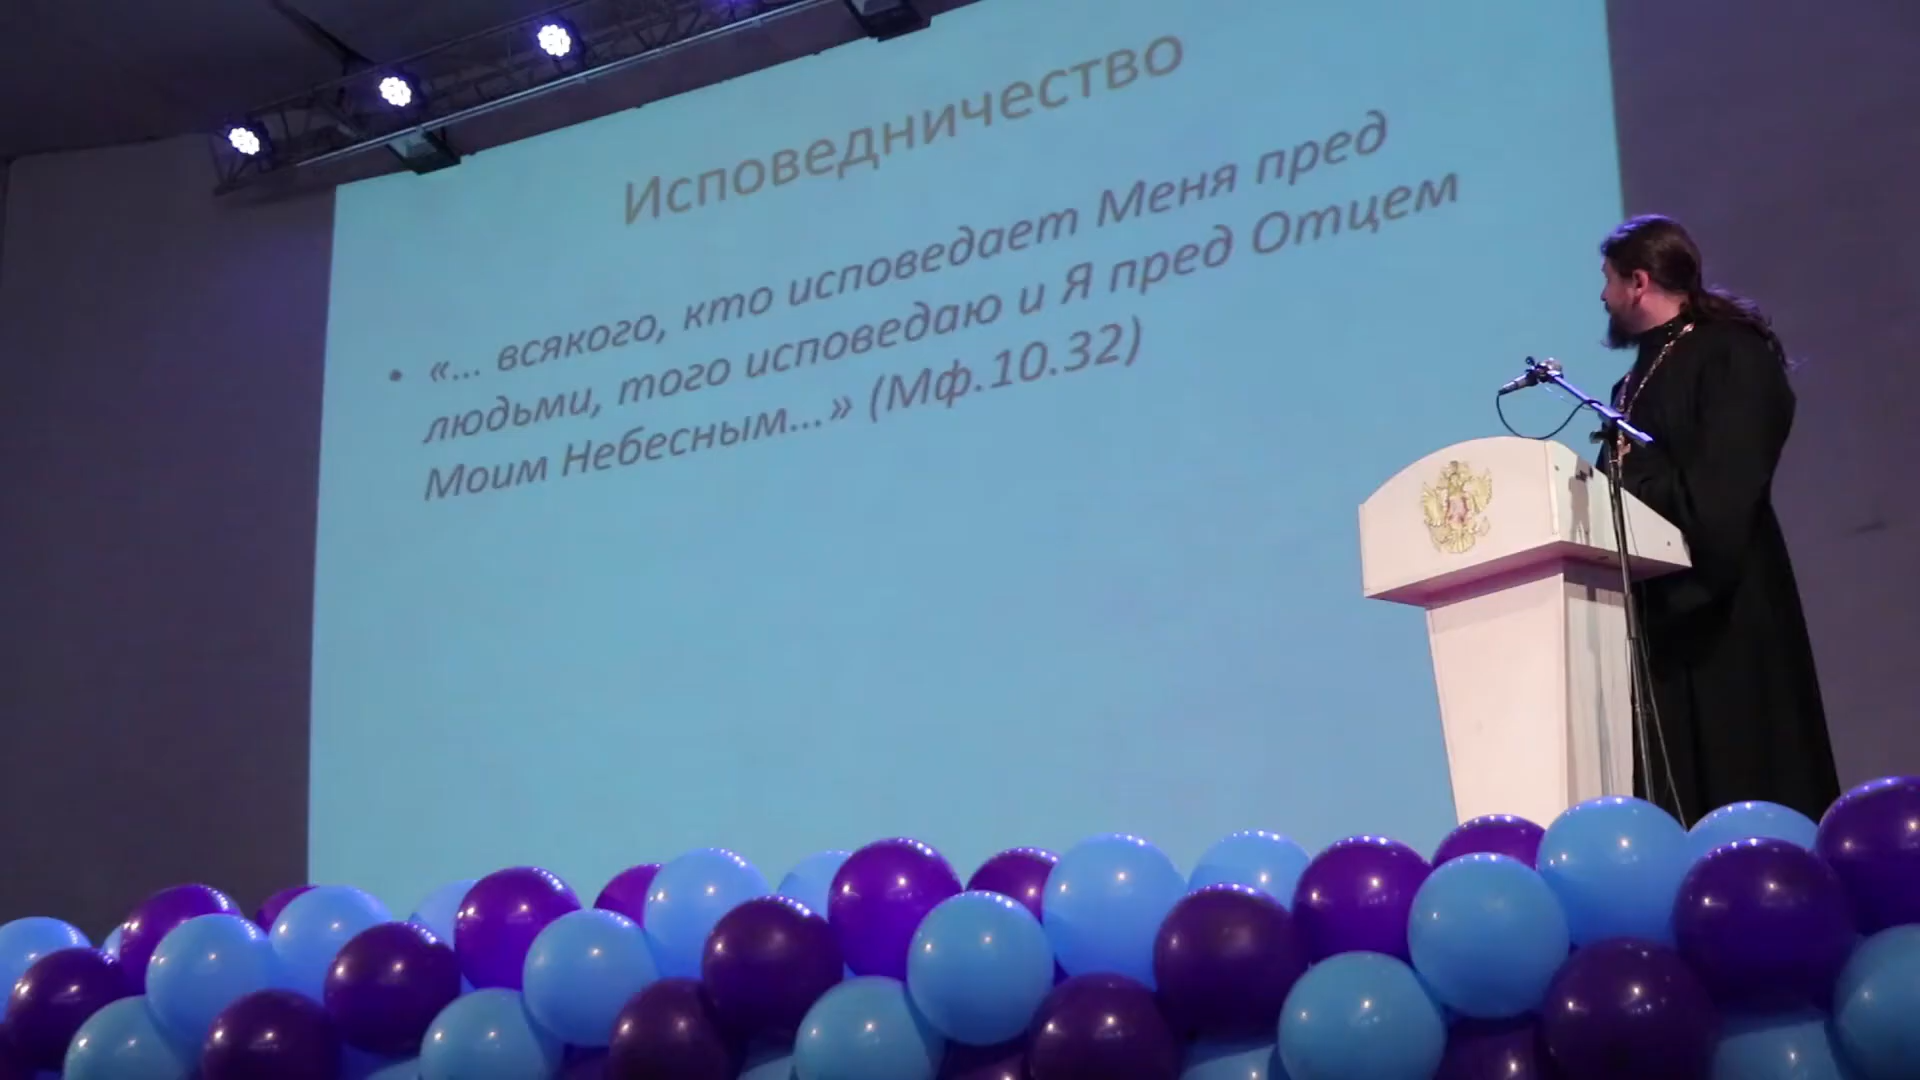 Исповедничество
• «... всякого, кто исповедает Меня пред
людьми, того исповедаю и Я пред Отцем
Моим Небесным...» (Мф.10.32)